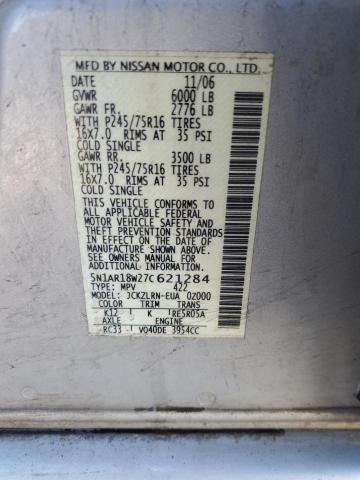 MFD BY NISSAN MOTOR CO., LTD.
DATE 11/06
GVWR 6000 LB
GAWR FR. 2776 LB
WITH P245/75R16 TIRES
16X7.0 RIMS AT 35 PSI
COLD SINGLE
GAWR RR. 3500 LB
WITH P245/75R16 TIRES
16X7.0 RIMS AT 35 PSI
COLD SINGLE
THIS VEHICLE CONFORMS TO
ALL APPLICABLE FEDERAL
MOTOR VEHICLE SAFETY AND
THEFT PREVENTION STANDARDS
IN EFFECT ON THE DATE OF
MANUFACTURE SHOWN ABOVE.
SEE OWNERS MANUAL FOR
ADDITIONAL INFORMATION.
5N1AR18W27C621284
TYPE: MPV 422
MODEL: JCKZLRN-EUA 02000
COLOR TRIM TRANS
K12 K RE5R05A
AXLE ENGINE
RC33 VQ40DE 3954CC